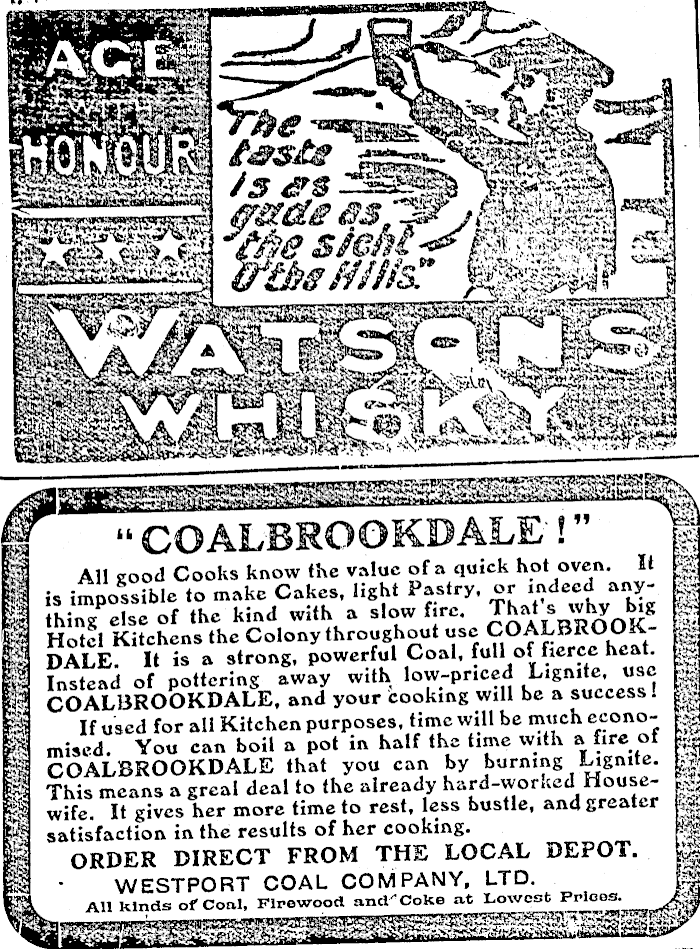 AGE
WITH
HONOUR
The
taste
is as
gude as
the sicht
O' the Hills."
WATSONS
WHISKY
"COALBROOKDALE!"
All good Cooks know the value of a quick hot oven. It
is impossible to make Cakes, light Pastry, or indeed any-
thing else of the kind with a slow fire. That's why big
Hotel Kitchens the Colony throughout use COALBROOK-
DALE. It is a strong, powerful Coal, full of fierce heat.
Instead of pottering away with low-priced Lignite, use
COALBROOKDALE, and your cooking will be a success!
If used for all Kitchen purposes, time will be much econo-
mised. You can boil a pot in half the time with a fire of
COALBROOKDALE that you can by burning Lignite.
This means a great deal to the already hard-worked House-
wife. It gives her more time to rest, less bustle, and greater
satisfaction in the results of her cooking.
ORDER DIRECT FROM THE LOCAL DEPOT.
WESTPORT COAL COMPANY, LTD.
All kinds of Coal, Firewood and Coke at Lowest Prices.